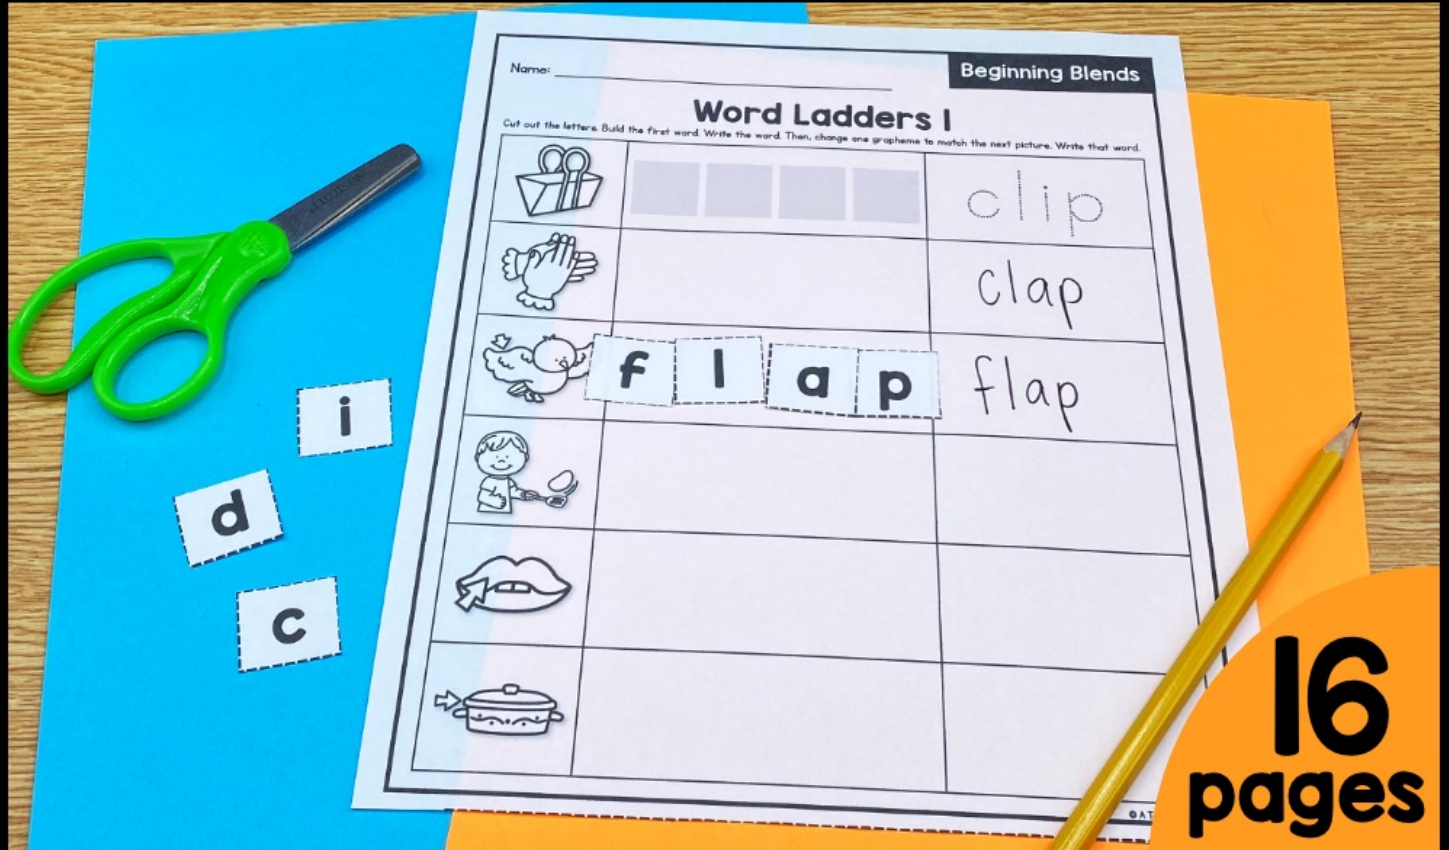 Name:
Beginning Blends
Word Ladders 1
Cut out the letters. Build the first word. Write the word. Then, change one grapheme to match the next picture. Write that word.
clip
clap
f l a p
flap
i
d
c
16
pages